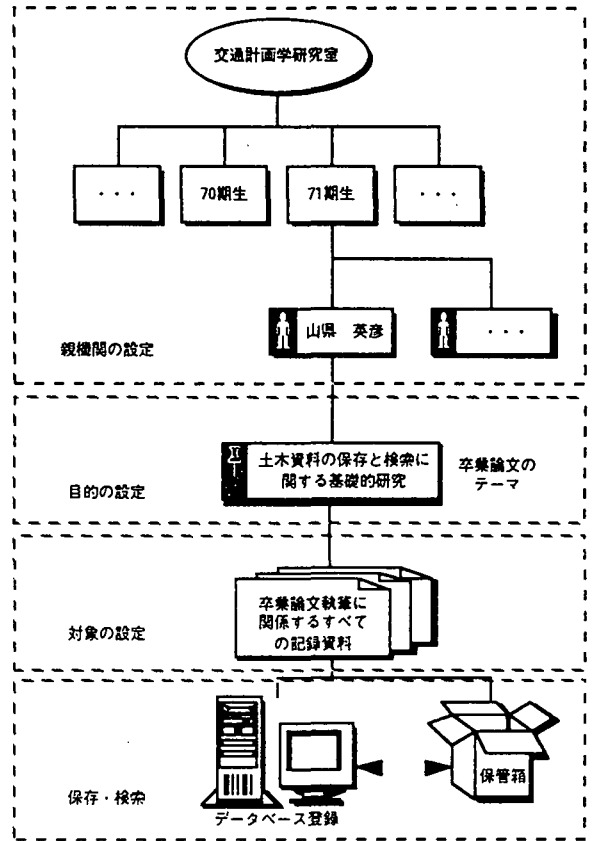 交通計画学研究室
・・・
70期生
71期生
・・・
山県 英彦
・・・
親機関の設定
土木資料の保存と検索に
関する基礎的研究
卒業論文の
テーマ
目的の設定
卒業論文執筆に
関係するすべて
の記録資料
対象の設定
保管箱
保存・検索
データベース登録